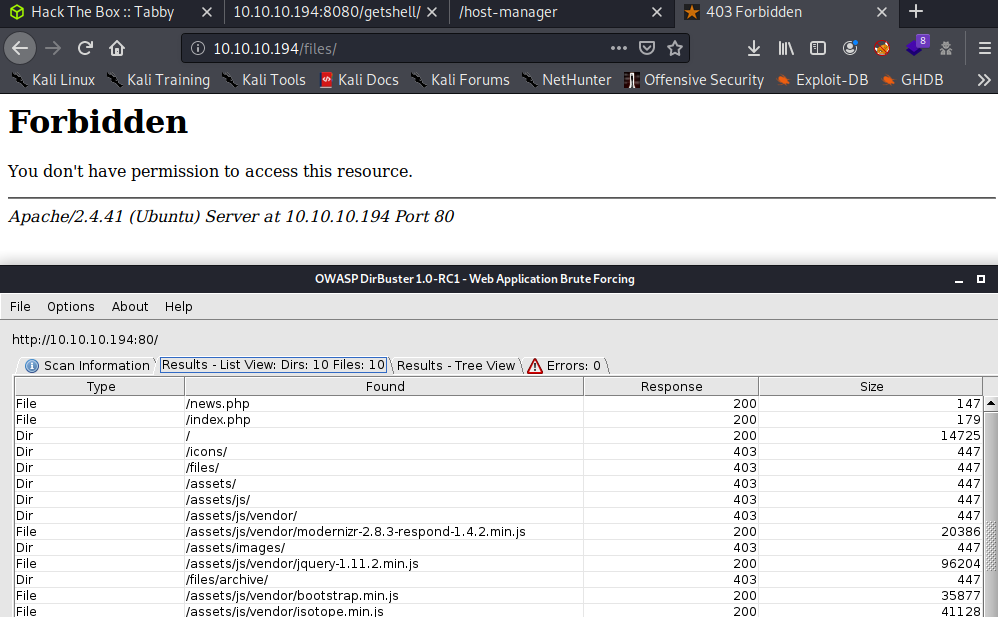 Hack The Box :: Tabby
10.10.10.194:8080/getshell/
/host-manager
403 Forbidden
10.10.10.194/files/
8
Kali Linux
Kali Training
Kali Tools
Kali Docs
Kali Forums
NetHunter
Offensive Security
Exploit-DB
GHDB
Forbidden
You don't have permission to access this resource.
Apache/2.4.41 (Ubuntu) Server at 10.10.10.194 Port 80
OWASP DirBuster 1.0-RC1 - Web Application Brute Forcing
File Options About Help
http://10.10.10.194:80/
Scan Information Results - List View: Dirs: 10 Files: 10 Results - Tree View Errors: 0
Type Found Response Size
File /news.php 200 147
File /index.php 200 179
Dir / 200 14725
Dir /icons/ 403 447
Dir /files/ 403 447
Dir /assets/ 403 447
Dir /assets/js/ 403 447
Dir /assets/js/vendor/ 403 447
File /assets/js/vendor/modernizr-2.8.3-respond-1.4.2.min.js 200 20386
Dir /assets/images/ 403 447
File /assets/js/vendor/jquery-1.11.2.min.js 200 96204
Dir /files/archive/ 403 447
File /assets/js/vendor/bootstrap.min.js 200 35877
File /assets/js/vendor/isotope.min.js 200 41128